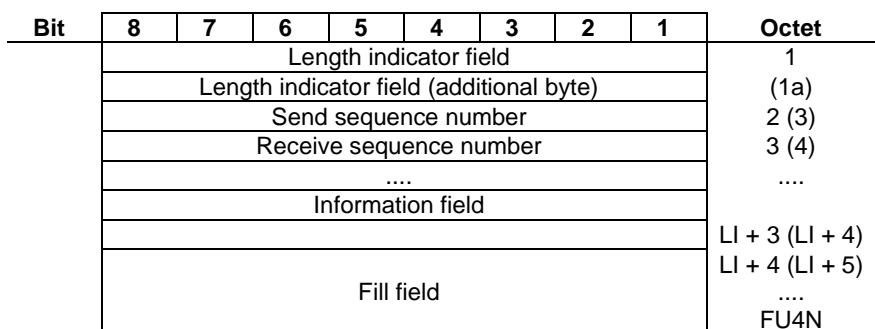 Bit 8 7 6 5 4 3 2 1 Octet
Length indicator field 1
Length indicator field (additional byte) (1a)
Send sequence number 2 (3)
Receive sequence number 3 (4)
.... ....
Information field
LI + 3 (LI + 4)
LI + 4 (LI + 5)
Fill field ....
FU4N